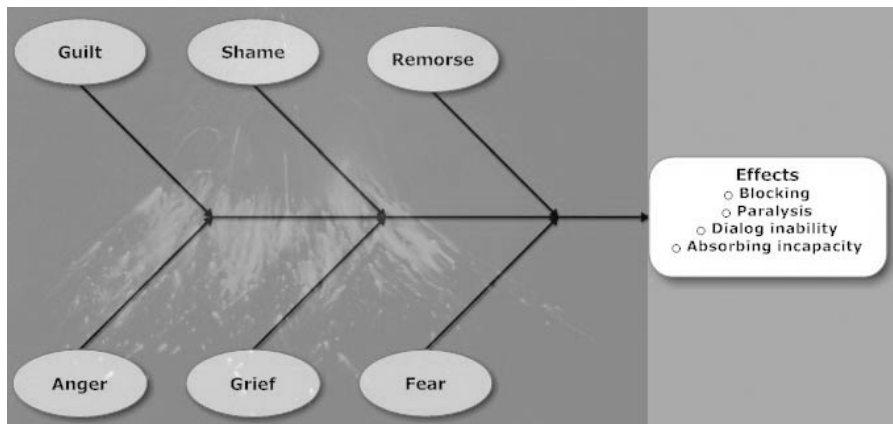 Guilt
Shame
Remorse
Effects
Blocking
Paralysis
Dialog inability
Absorbing incapacity
Anger
Grief
Fear